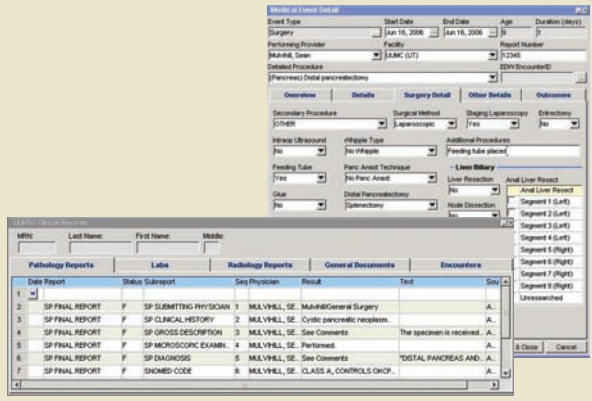 Medical Event Detail
Event Type Start Date End Date Age Duration (days)
Surgery Jun 16, 2006 Jun 16, 2006
Performing Provider Facility Report Number
Mulvihill, Sean UUMC (UT) 12345
Detailed Procedure EDW EncounterID
(Pancreas) Distal pancreatectomy
Overview Details Surgery Detail Other Details Outcomes
Secondary Procedure Surgical Method Staging Laparoscopy Enterectomy
OTHER Laparoscopic Yes No
Intraop Ultrasound Whipple Type Additional Procedures
No No Whipple Feeding tube placed
Feeding Tube Panc Anast Technique Liver Biliary
Yes No Panc Anast Liver Resection Anat Liver Resect
Glue Distal Pancreatectomy No Anat Liver Resect
No Splenectomy Node Dissection Segment 1 (Left)
No Segment 2 (Left)
Segment 3 (Left)
Segment 4 (Left)
Segment 5 (Right)
Segment 6 (Right)
Segment 7 (Right)
Segment 8 (Right)
Unresearched
& Close Cancel
Clinical Records
MRN: Last Name: First Name: Middle:
Pathology Reports Labs Radiology Reports General Documents Encounters
Date Report Status Subreport Seq Physician Result Text Sou
1
2 SP FINAL REPORT F SP SUBMITTING PHYSICIAN 1 MULVIHILL, SE... Mulvihill/General Surgery A...
3 SP FINAL REPORT F SP CLINICAL HISTORY 2 MULVIHILL, SE... Cystic pancreatic neoplasm. A...
4 SP FINAL REPORT F SP GROSS DESCRIPTION 3 MULVIHILL, SE... See Comments The specimen is received... A...
5 SP FINAL REPORT F SP MICROSCOPIC EXAMIN... 4 MULVIHILL, SE... Performed. A...
6 SP FINAL REPORT F SP DIAGNOSIS 5 MULVIHILL, SE... See Comments "DISTAL PANCREAS AND... A...
7 SP FINAL REPORT F SNOMED CODE 6 MULVIHILL, SE... CLASS A, CONTROLS OKCP... A...